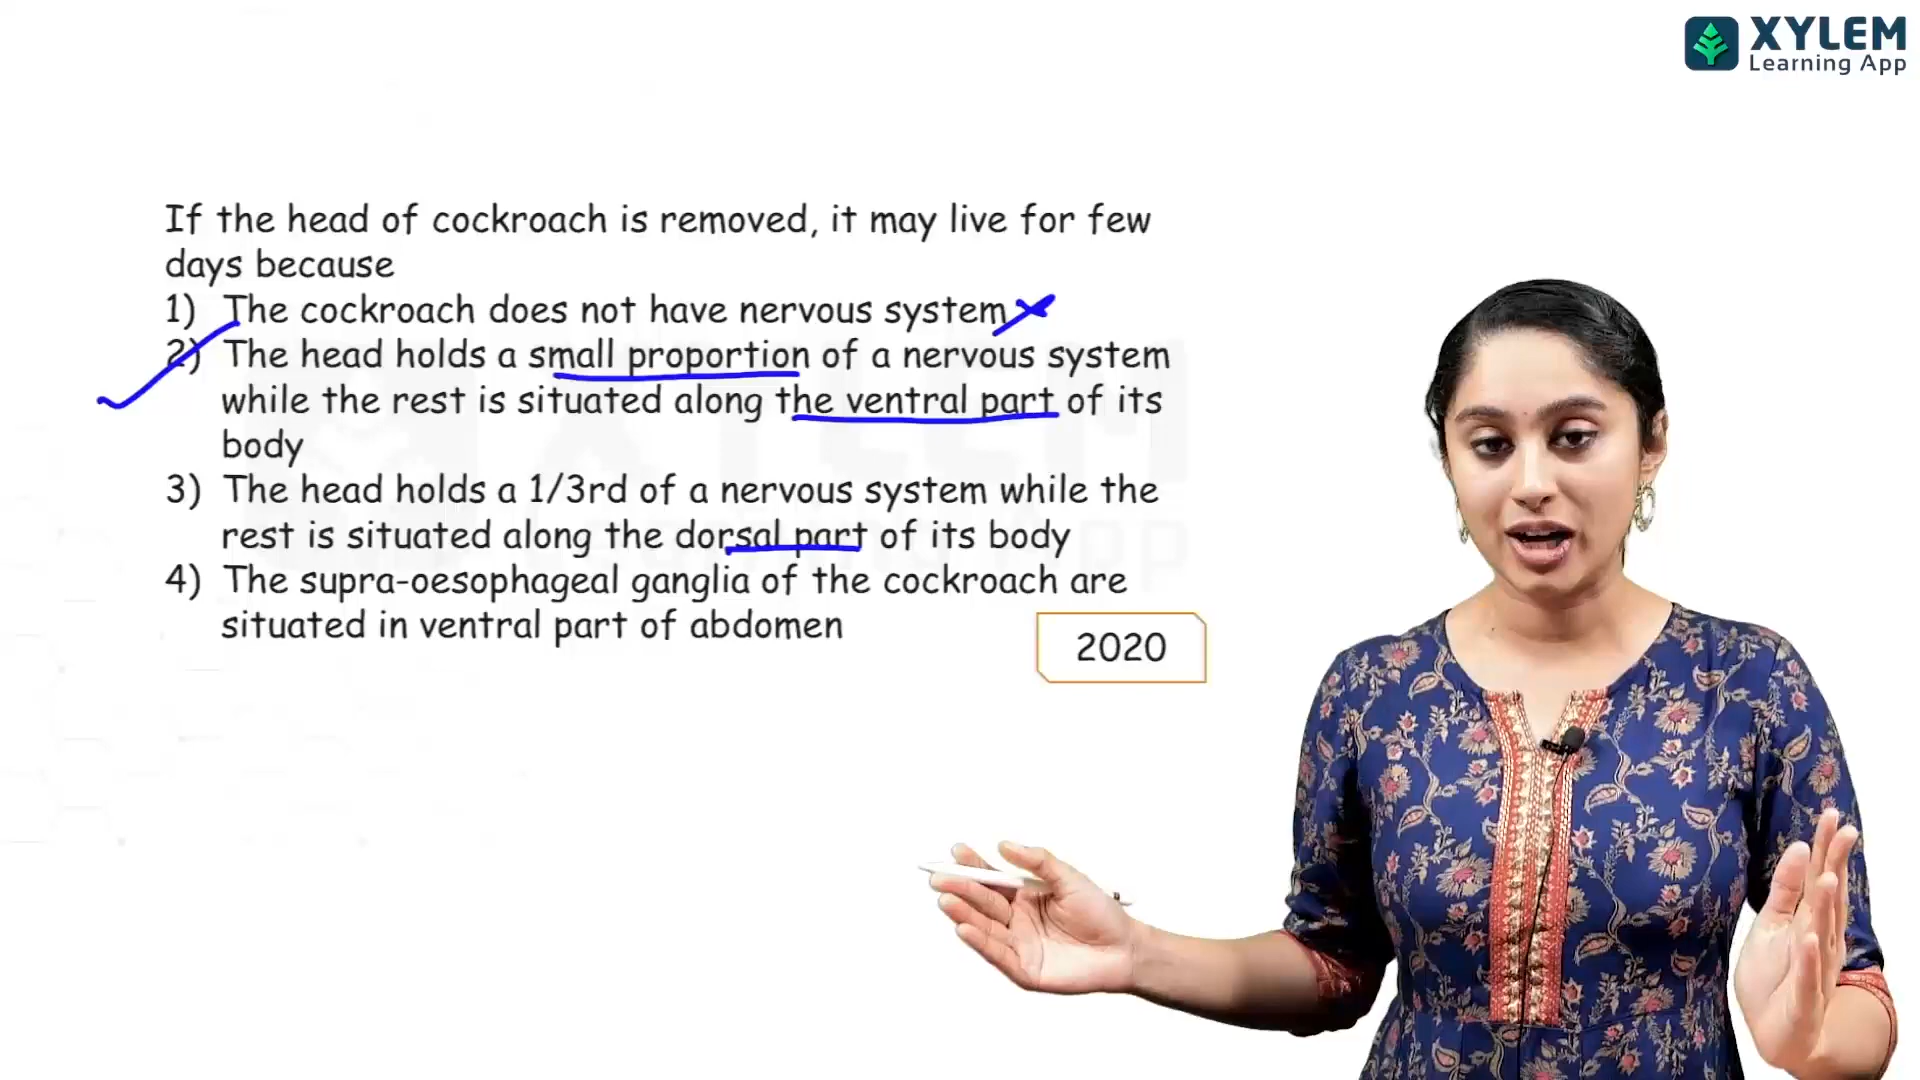 XYLEM
Learning App
If the head of cockroach is removed, it may live for few
days because
1) The cockroach does not have nervous system
2) The head holds a small proportion of a nervous system
while the rest is situated along the ventral part of its
body
3) The head holds a 1/3rd of a nervous system while the
rest is situated along the dorsal part of its body
4) The supra-oesophageal ganglia of the cockroach are
situated in ventral part of abdomen
2020